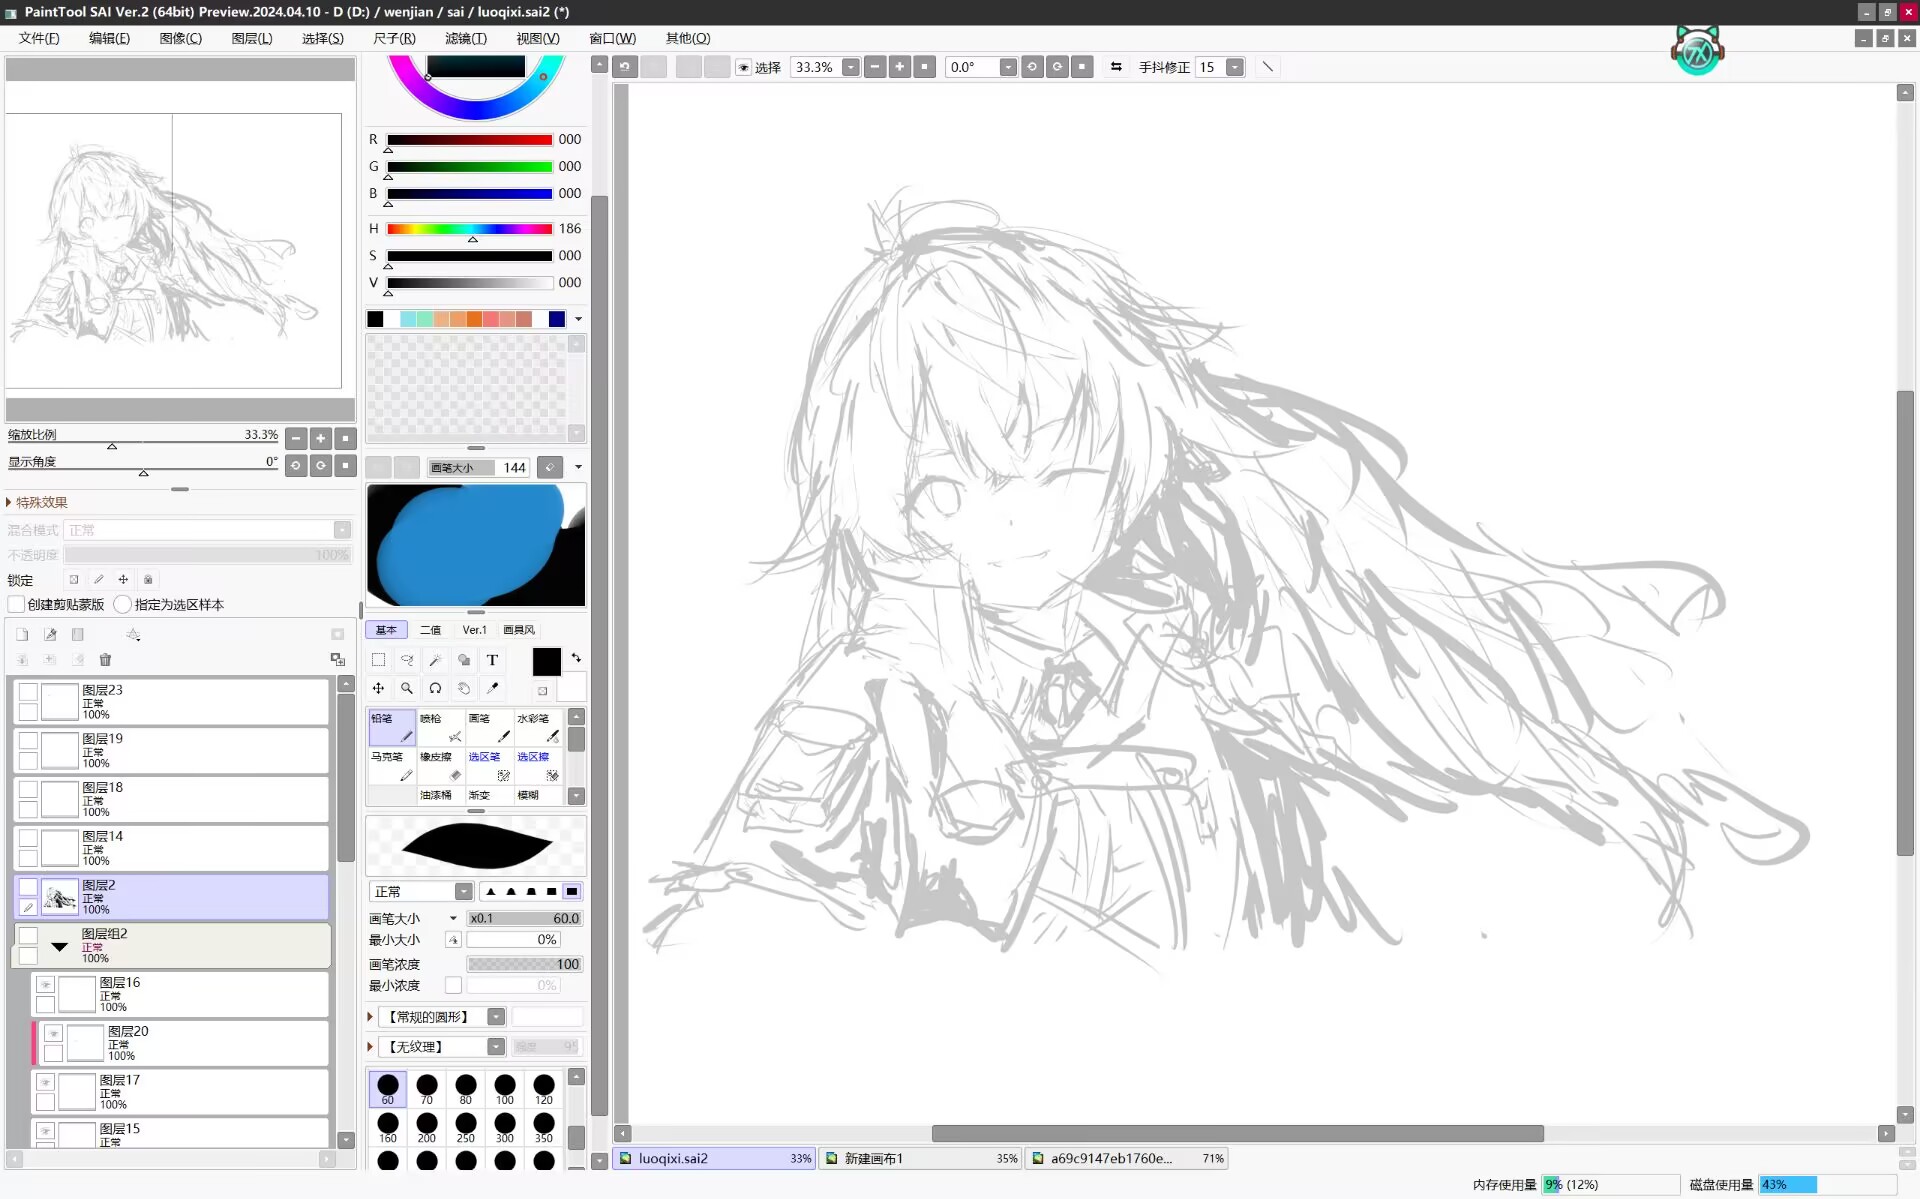 PaintTool SAI Ver.2 (64bit) Preview.2024.04.10 - D (D:) / wenjian / sai / luoqixi.sai2 (*)
文件(F) 编辑(E) 图像(C) 图层(L) 选择(S) 尺子(R) 滤镜(T) 视图(V) 窗口(W) 其他(O)
选择 33.3% 0.0° 手抖修正 15
R 000
G 000
B 000
H 186
S 000
V 000
缩放比例 33.3%
显示角度 0°
特殊效果
混合模式 正常
不透明度 100%
锁定
创建剪贴蒙版 指定为选区样本
图层23
正常
100%
图层19
正常
100%
图层18
正常
100%
图层14
正常
100%
图层2
正常
100%
图层组2
正常
100%
图层16
正常
100%
图层20
正常
100%
图层17
正常
100%
图层15
正常
画笔大小 144
基本 二值 Ver.1 画具风
T
铅笔 喷枪 画笔 水彩笔
马克笔 橡皮擦 选区笔 选区擦
油漆桶 渐变 模糊
正常
画笔大小 x0.1 60.0
最小大小 0%
画笔浓度 100
最小浓度 0%
【常规的圆形】
【无纹理】
60 70 80 100 120
160 200 250 300 350
luoqixi.sai2 33% 新建画布1 35% a69c9147eb1760e... 71%
内存使用量 9% (12%) 磁盘使用量 43%